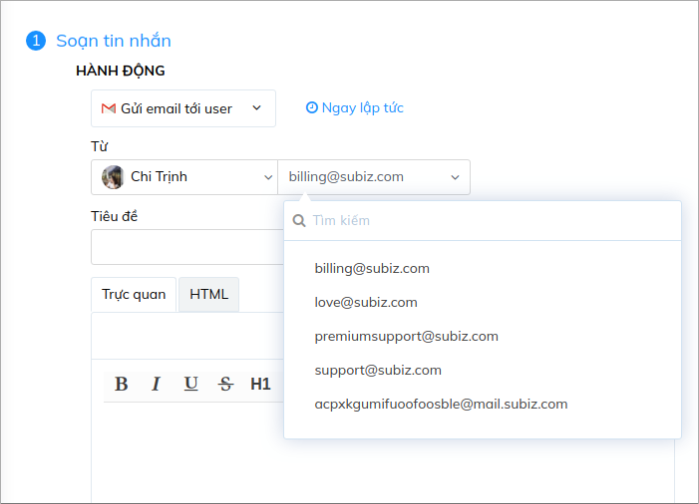 1 Soạn tin nhắn
HÀNH ĐỘNG
Gửi email tới user
Ngay lập tức
Từ
Chi Trịnh
billing@subiz.com
Tiêu đề
Tìm kiếm
billing@subiz.com
love@subiz.com
premiumsupport@subiz.com
support@subiz.com
acpxkgumifuoofoosble@mail.subiz.com
Trực quan
HTML
B I U S H1